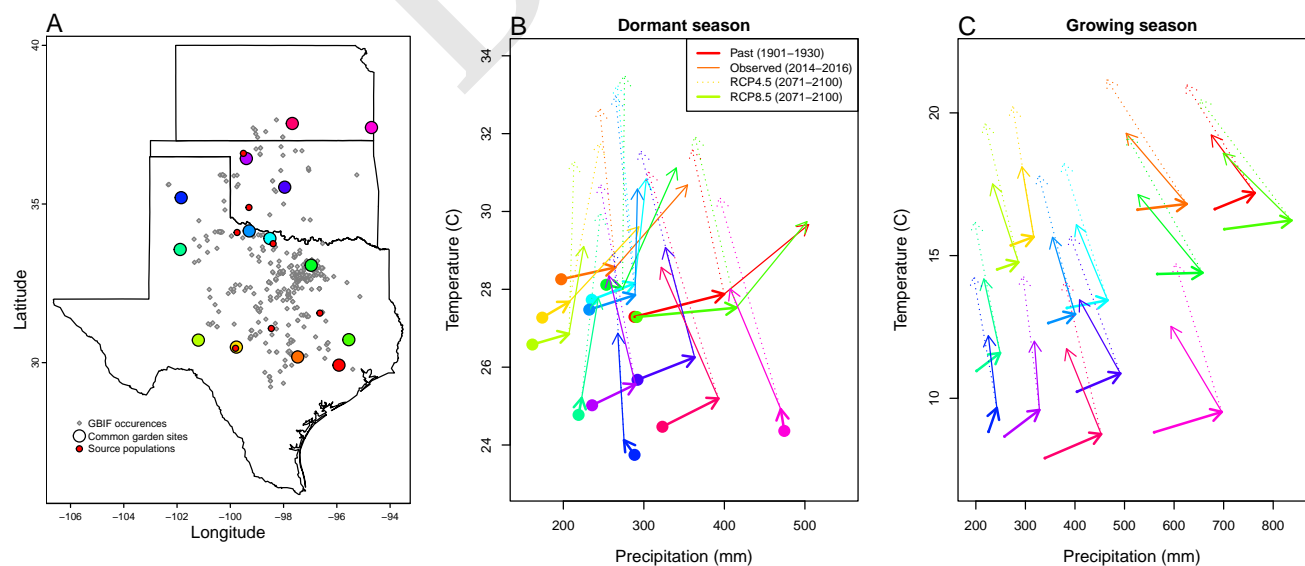 A
40
35
30
Latitude
GBIF occurences
Common garden sites
Source populations
−106
−104
−102
−100
−98
−96
−94
Longitude
B
Dormant season
Past (1901−1930)
Observed (2014−2016)
RCP4.5 (2071−2100)
RCP8.5 (2071−2100)
34
32
30
28
26
24
Temperature (C)
200
300
400
500
Precipitation (mm)
C
Growing season
20
15
10
Temperature (C)
200
300
400
500
600
700
800
Precipitation (mm)